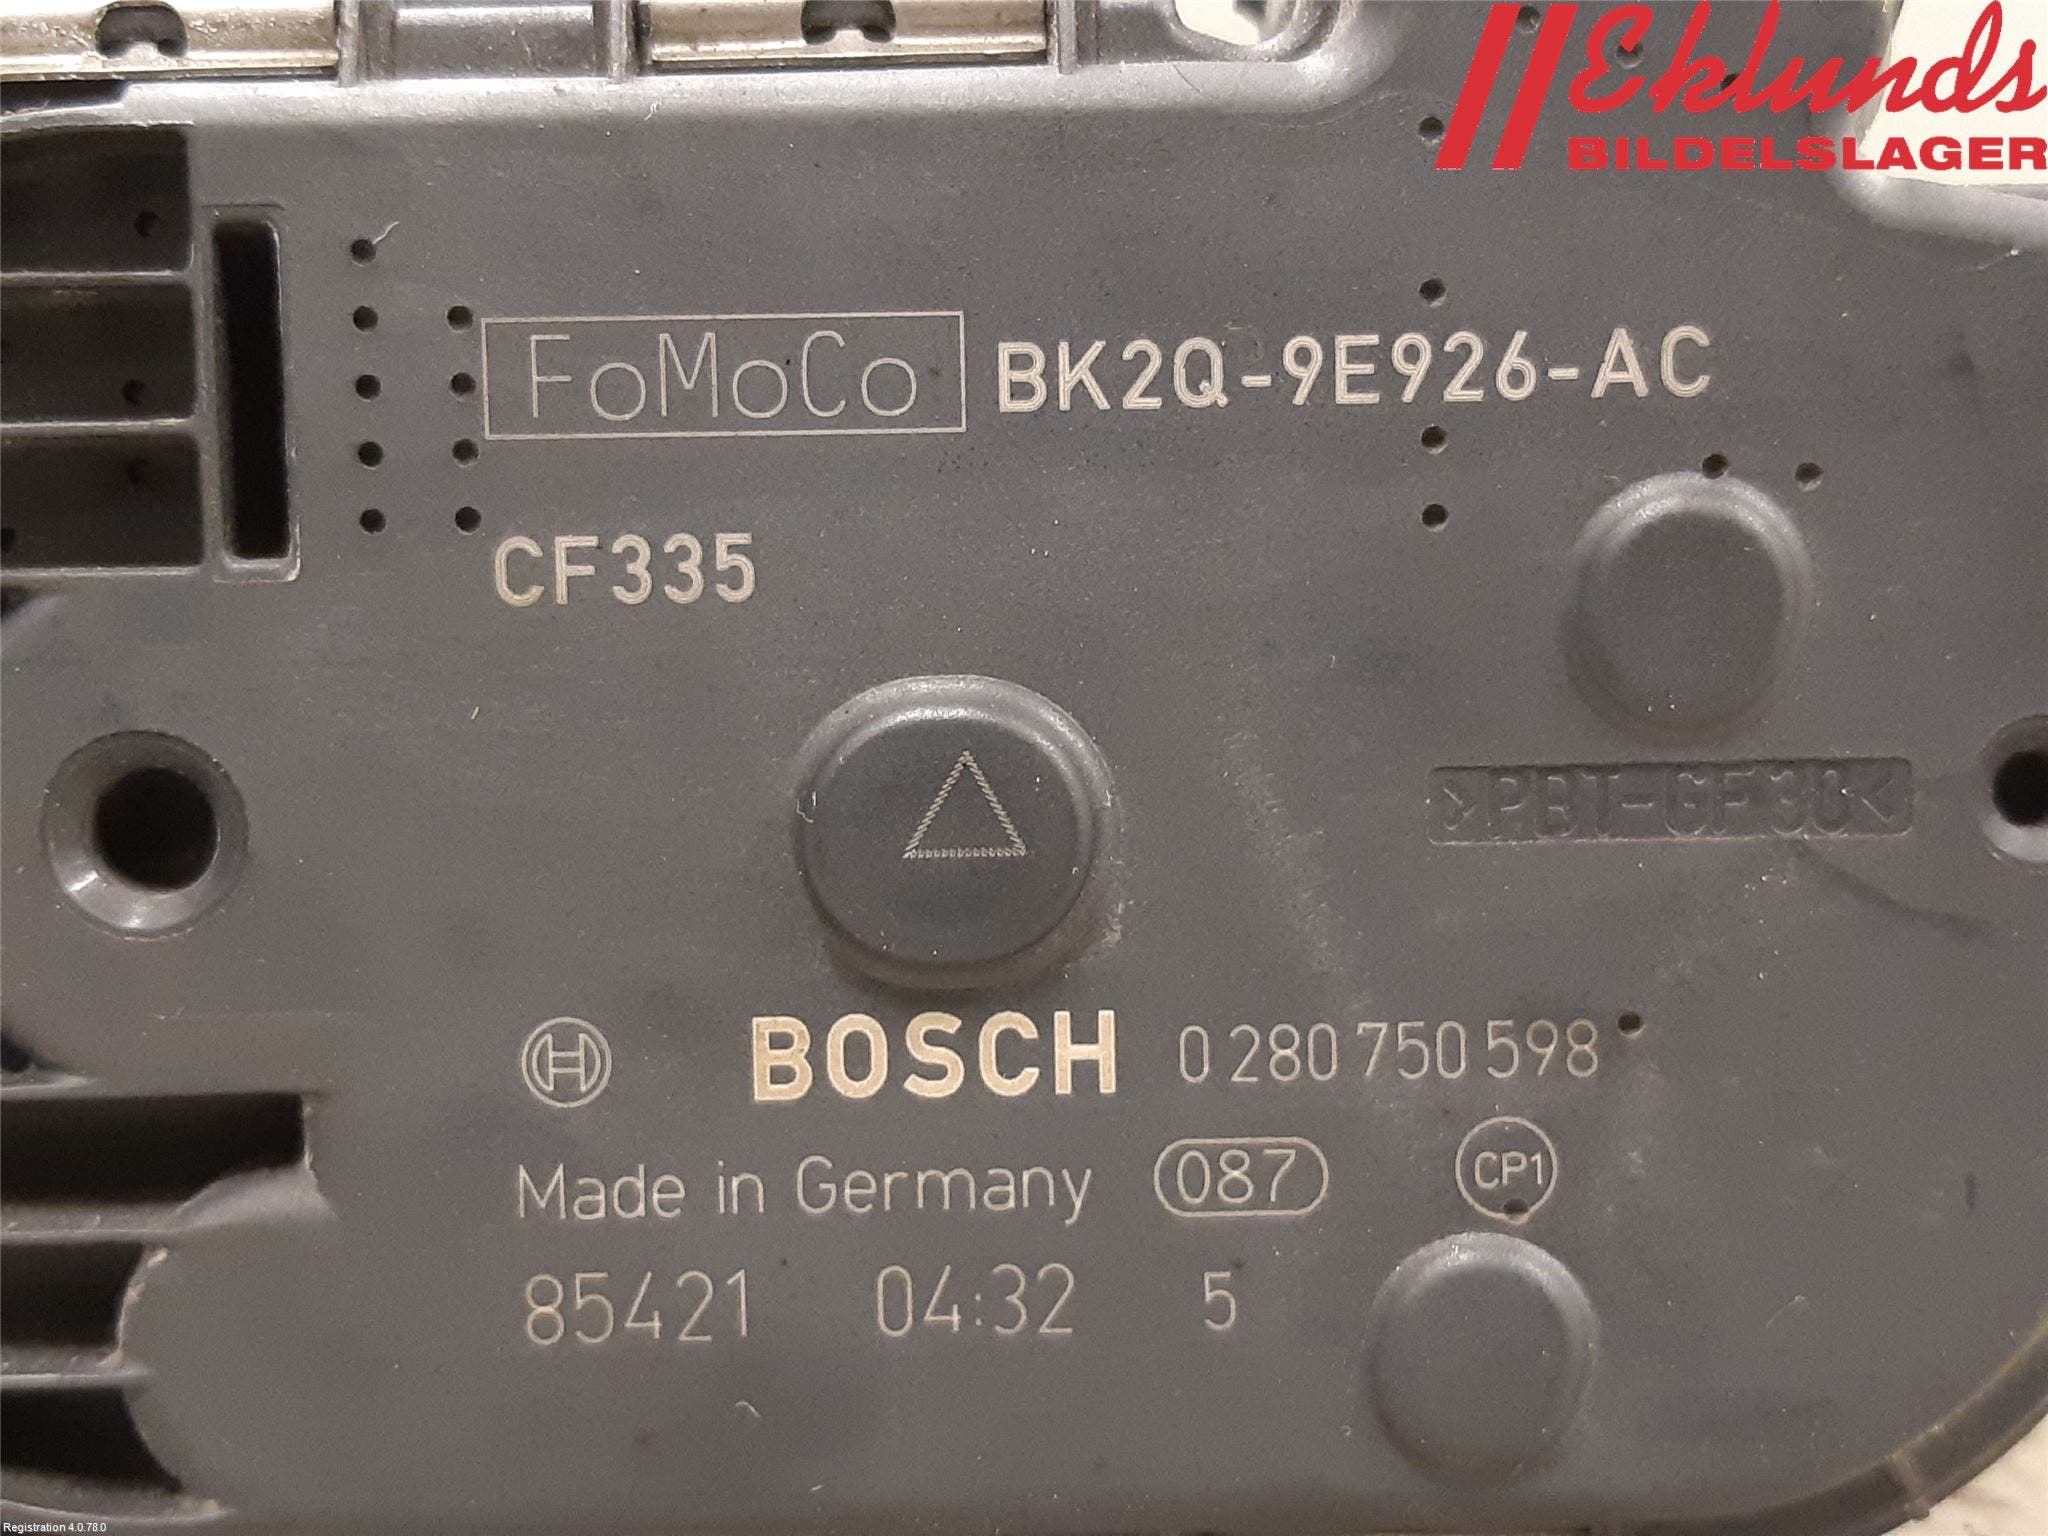 Eklunds
BILDELSLAGER
FoMoCo BK2Q-9E926-AC
CF335
>PBT-GF30<
BOSCH 0 280 750 598
Made in Germany 087 CP1
85421 04:32 5
Registration 4.0.78.0